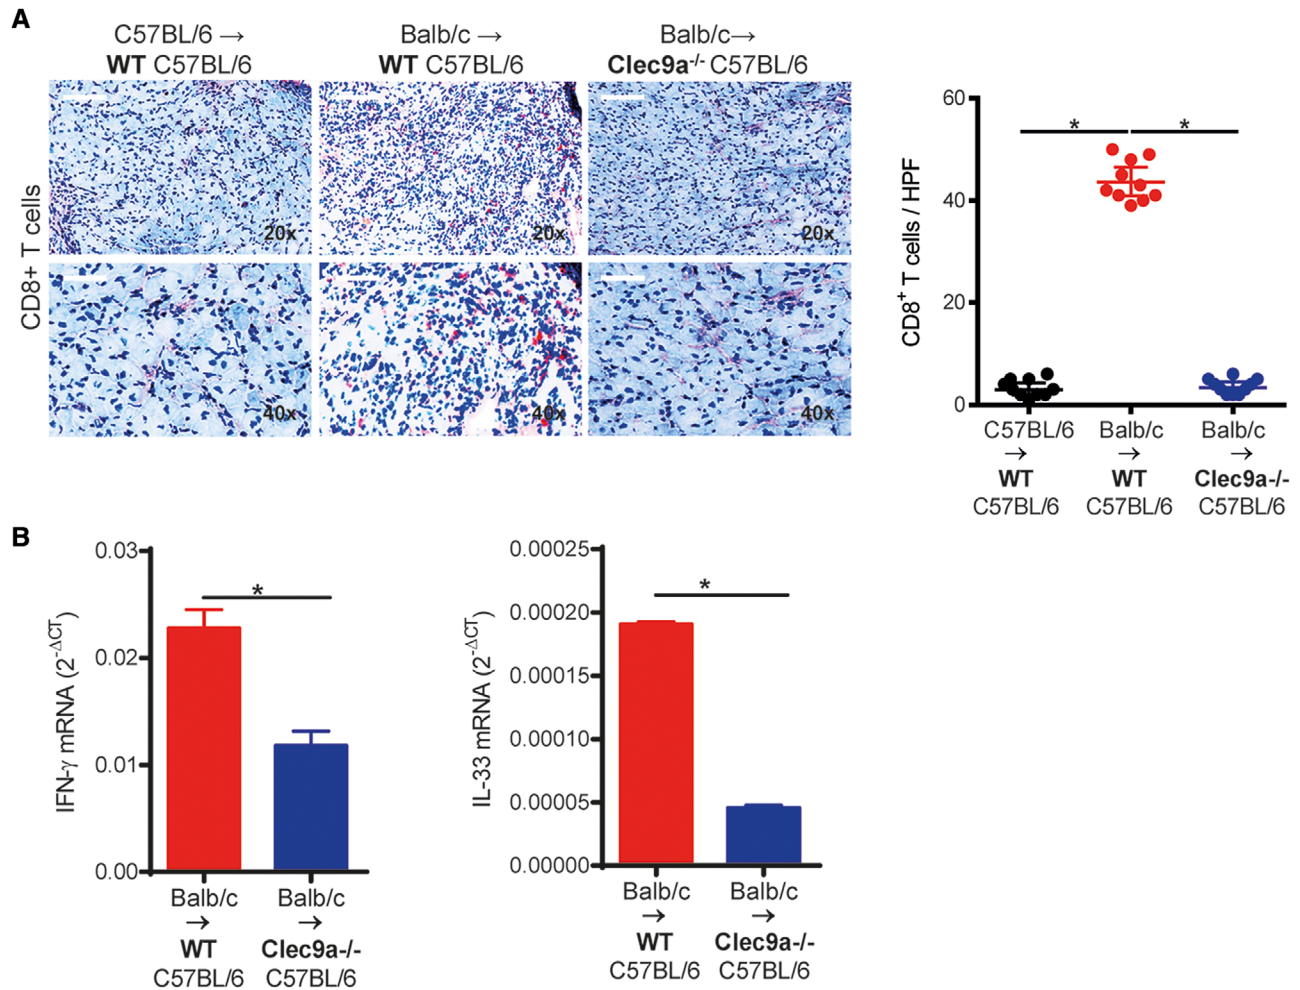 A
C57BL/6 →
WT C57BL/6
Balb/c →
WT C57BL/6
Balb/c→
Clec9a-/- C57BL/6
CD8+ T cells
20x
20x
20x
40x
40x
40x
CD8+ T cells / HPF
60
40
20
0
*
*
C57BL/6
→
WT
C57BL/6
Balb/c
→
WT
C57BL/6
Balb/c
→
Clec9a-/-
C57BL/6
B
IFN-γ mRNA (2-ΔCT)
0.03
0.02
0.01
0.00
*
Balb/c
→
WT
C57BL/6
Balb/c
→
Clec9a-/-
C57BL/6
IL-33 mRNA (2-ΔCT)
0.00025
0.00020
0.00015
0.00010
0.00005
0.00000
*
Balb/c
→
WT
C57BL/6
Balb/c
→
Clec9a-/-
C57BL/6